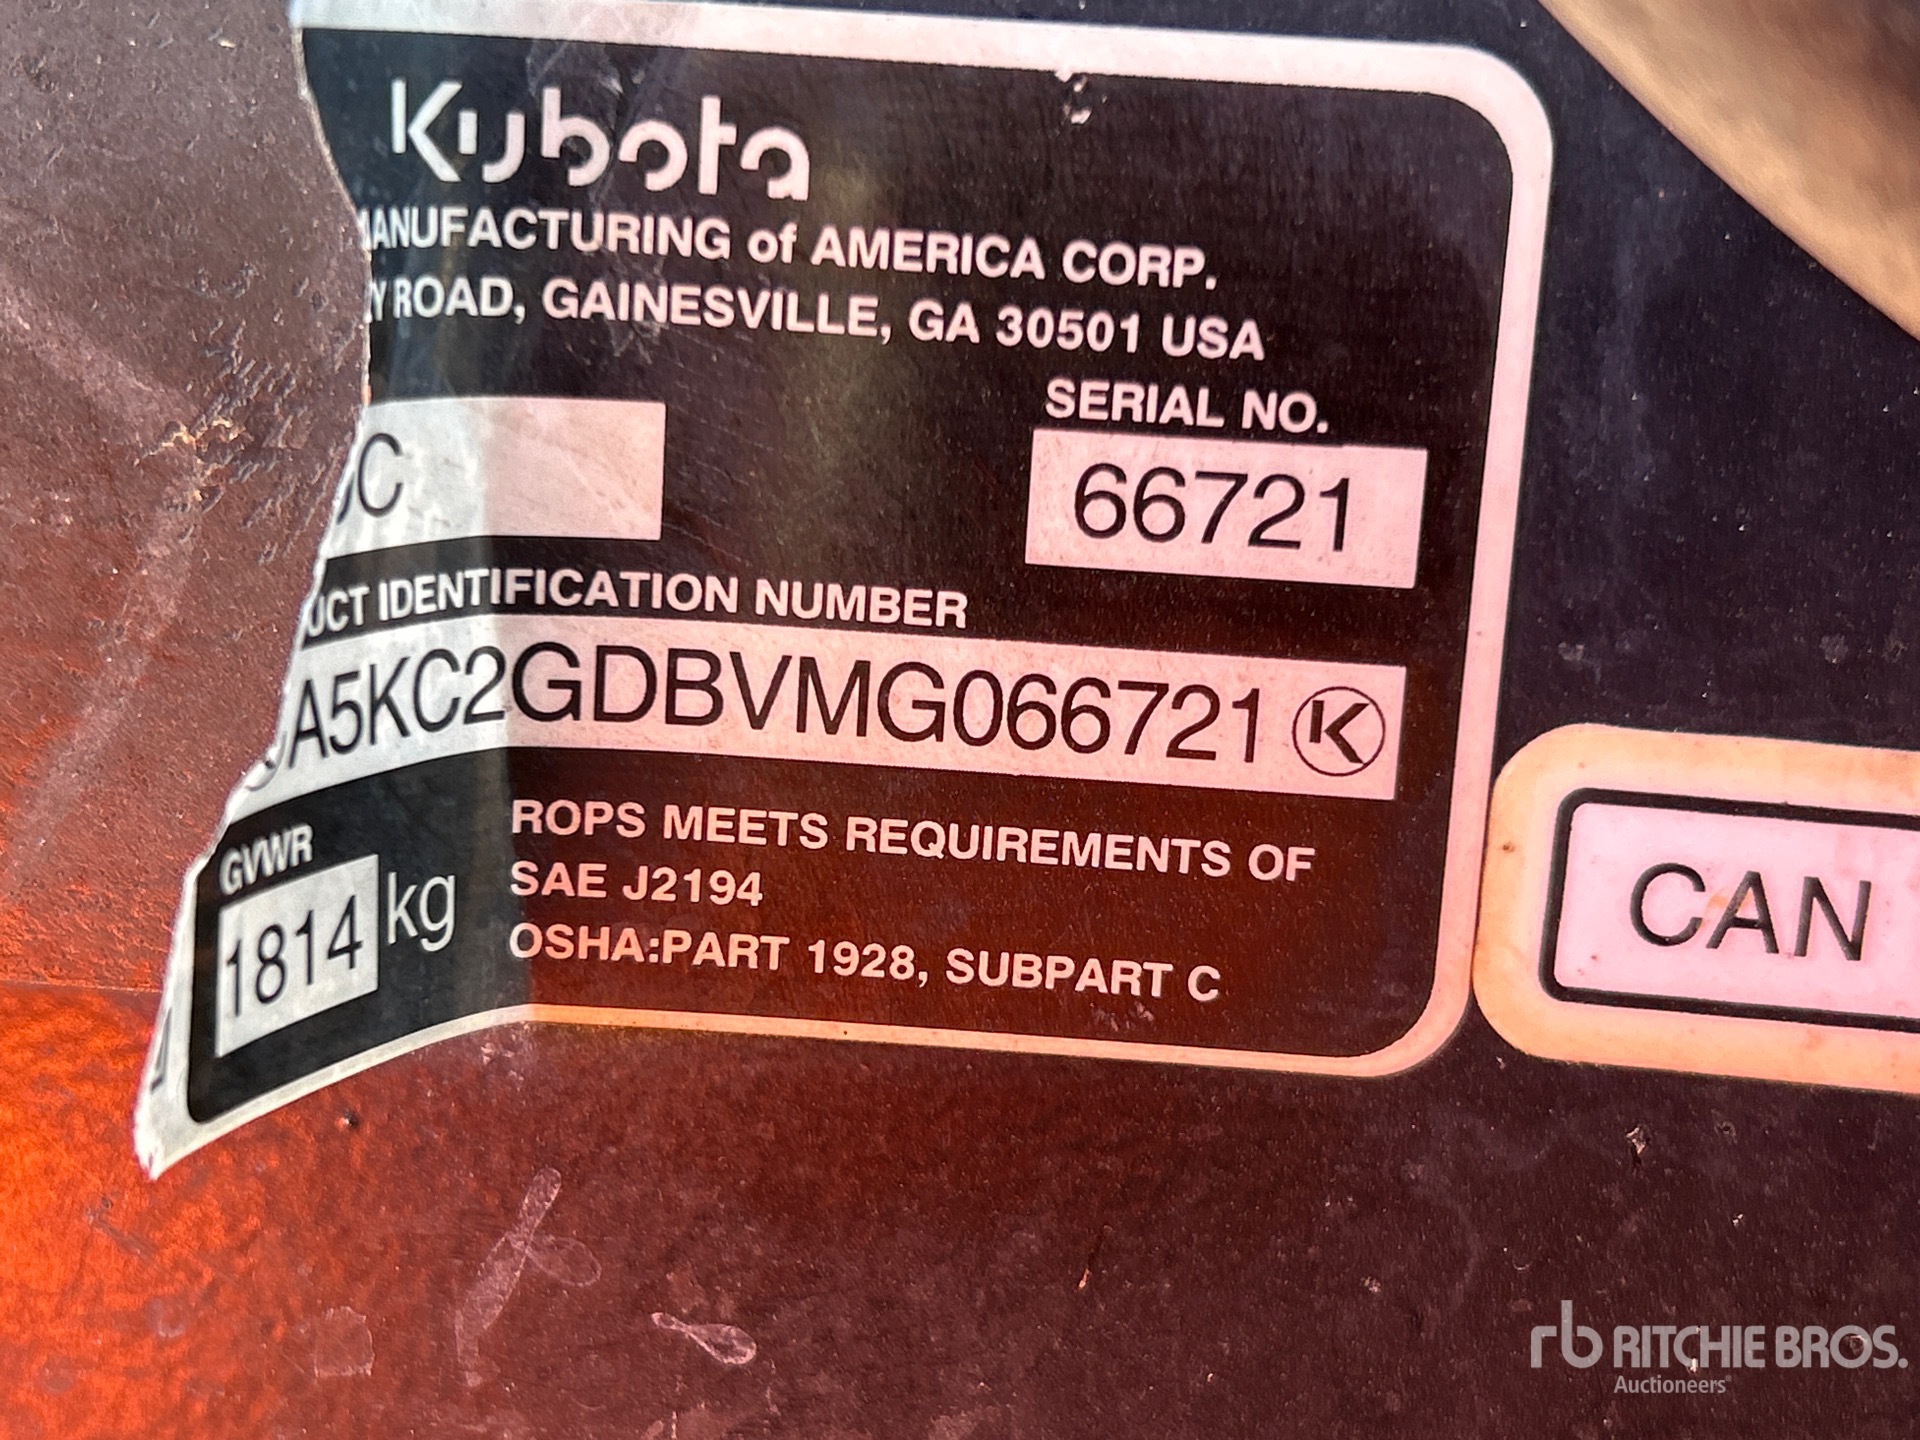 Kubota
MANUFACTURING of AMERICA CORP.
Y ROAD, GAINESVILLE, GA 30501 USA
SERIAL NO.
C
66721
UCT IDENTIFICATION NUMBER
A5KC2GDBVMG066721 K
GVWR
1814 kg
ROPS MEETS REQUIREMENTS OF
SAE J2194
OSHA:PART 1928, SUBPART C
CAN
rb RITCHIE BROS.
Auctioneers